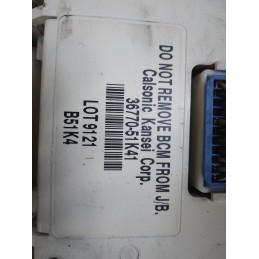 DO NOT REMOVE BCM FROM J/B.
Calsonic Kansei Corp.
36770-51K41
LOT 9121
B51K4